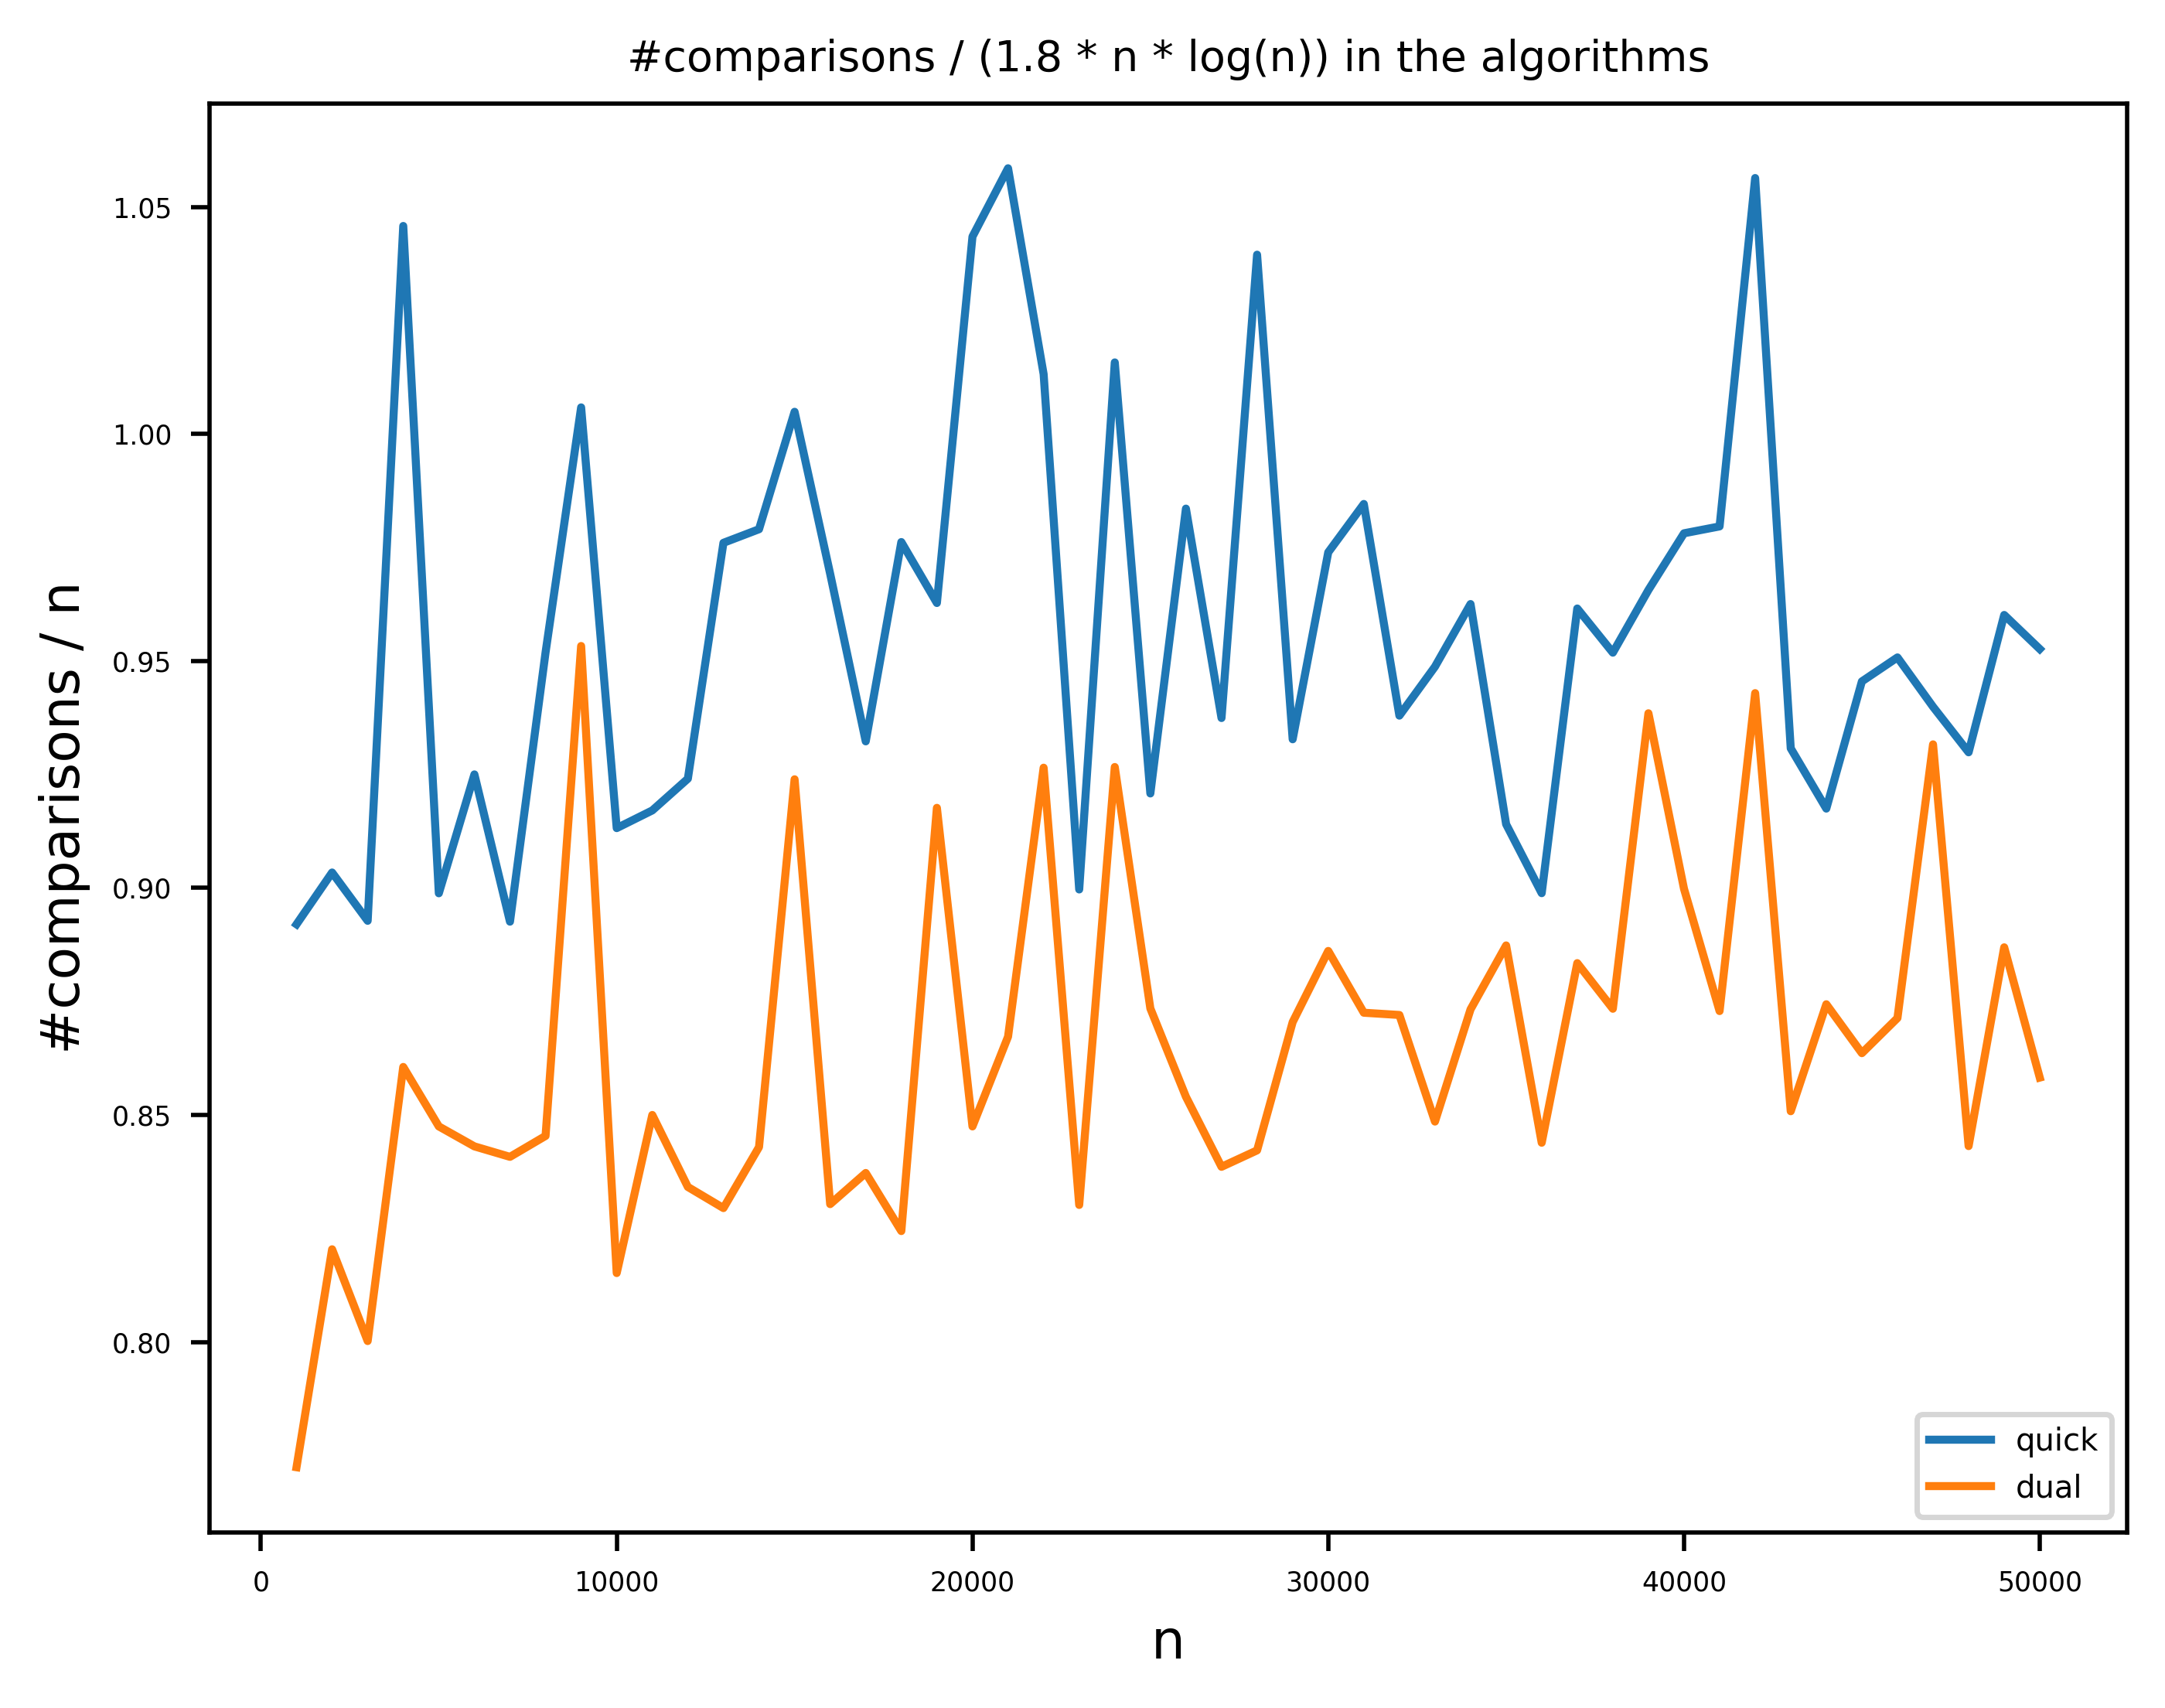 #comparisons / (1.8 * n * log(n)) in the algorithms
#comparisons / n
1.05
1.00
0.95
0.90
0.85
0.80
quick
dual
0
10000
20000
30000
40000
50000
n